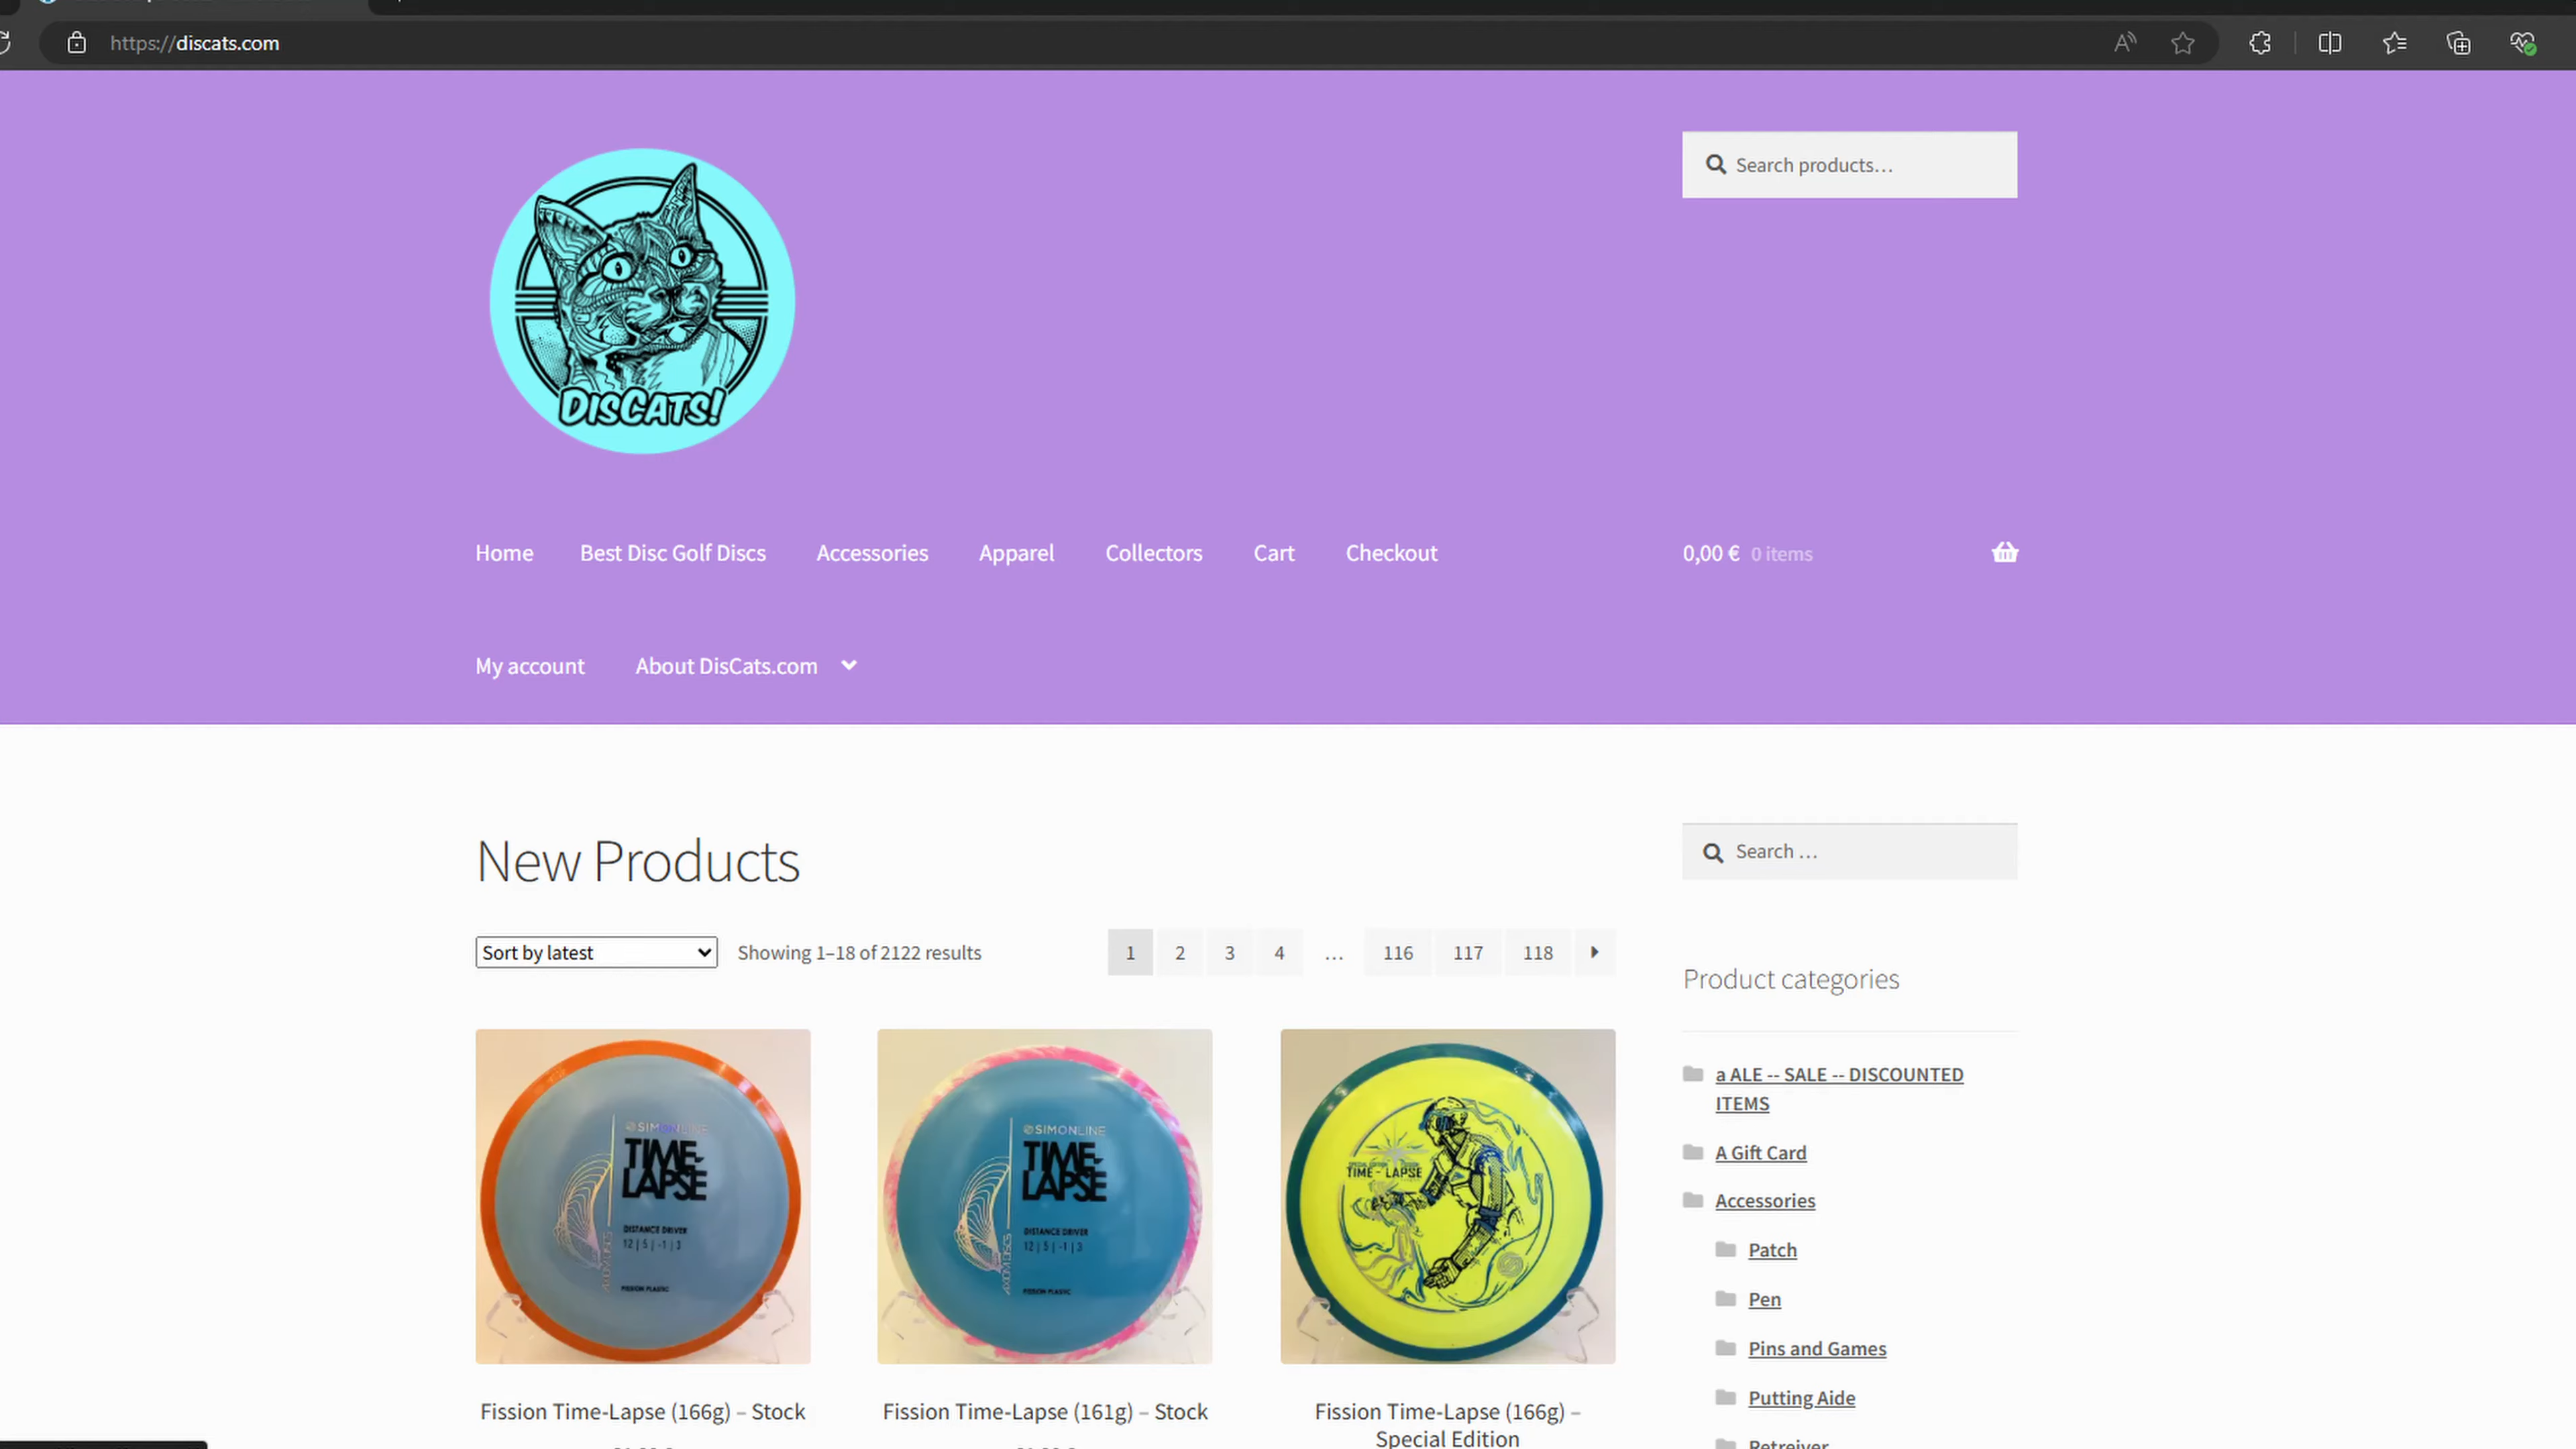 https://discats.com
Search products…
DISCATS!
Home Best Disc Golf Discs Accessories Apparel Collectors Cart Checkout
0,00 € 0 items
My account About DisCats.com
New Products
Search …
Sort by latest Showing 1–18 of 2122 results
1 2 3 4 … 116 117 118
Product categories
a ALE -- SALE -- DISCOUNTED
ITEMS
A Gift Card
Accessories
Patch
Pen
Pins and Games
Putting Aide
Retreiver
SIMONLINE
TIME-
LAPSE
DISTANCE DRIVER
12 | 5 | -1 | 3
FISSION PLASTIC
SIMONLINE
TIME-
LAPSE
DISTANCE DRIVER
12 | 5 | -1 | 3
FISSION PLASTIC
TIME - LAPSE
Fission Time-Lapse (166g) – Stock
Fission Time-Lapse (161g) – Stock
Fission Time-Lapse (166g) –
Special Edition